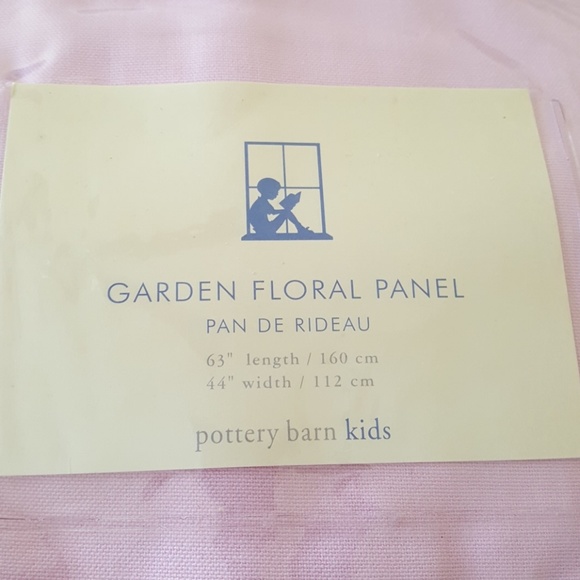 GARDEN FLORAL PANEL
PAN DE RIDEAU
63" length / 160 cm
44" width / 112 cm
pottery barn kids